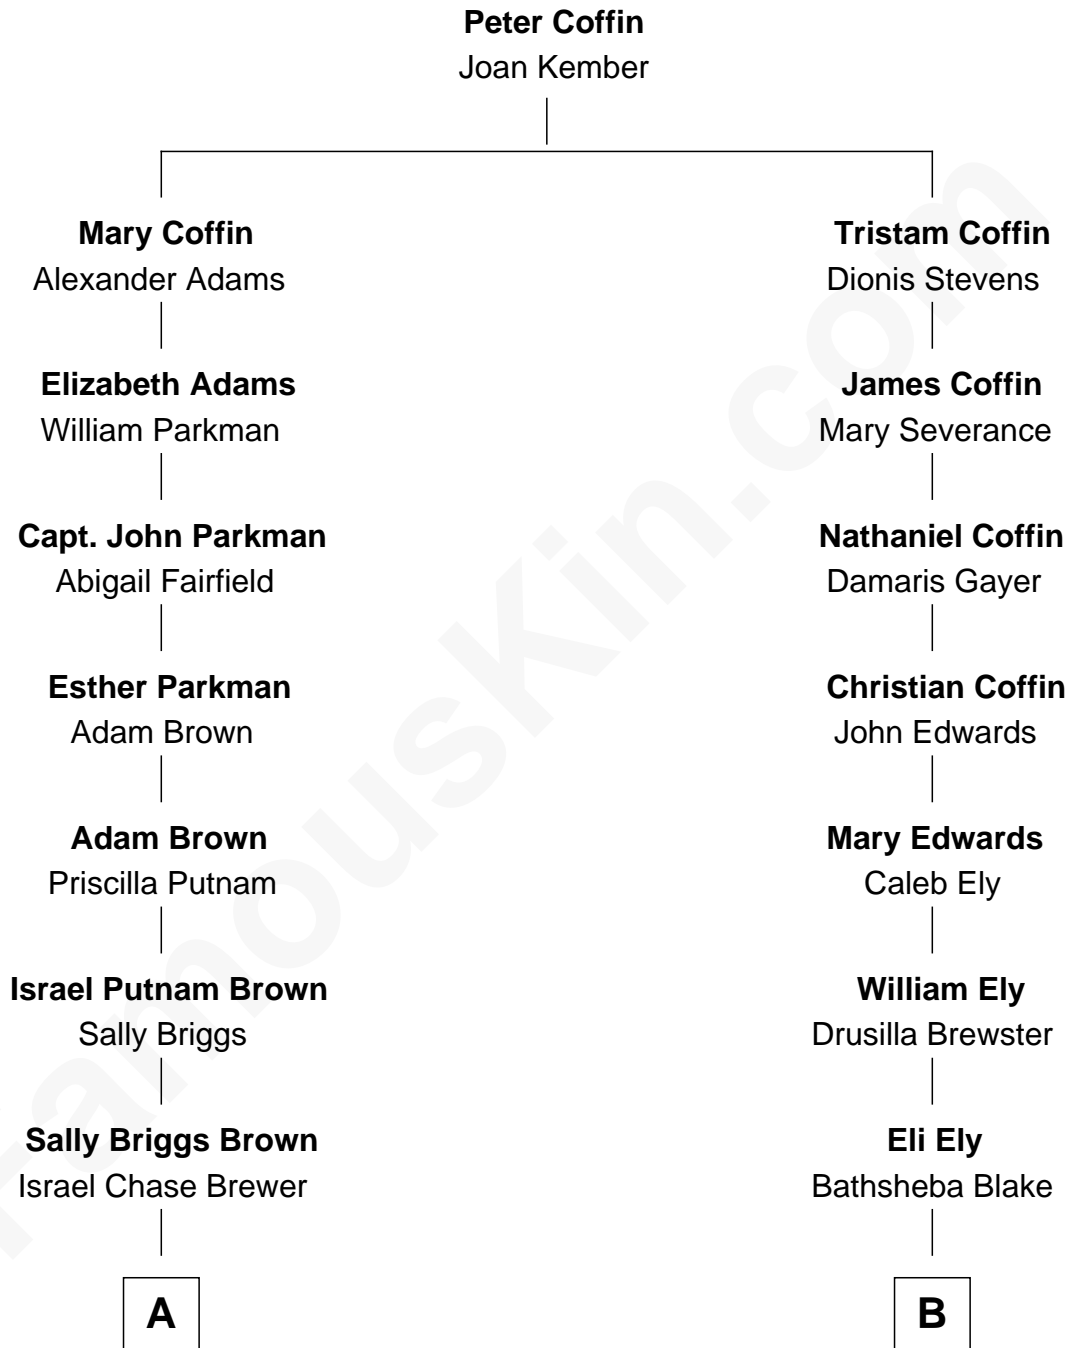 Peter Coffin
Joan Kember
Mary Coffin
Alexander Adams
Tristam Coffin
Dionis Stevens
Elizabeth Adams
William Parkman
James Coffin
Mary Severance
Capt. John Parkman
Abigail Fairfield
Nathaniel Coffin
Damaris Gayer
Esther Parkman
Adam Brown
Christian Coffin
John Edwards
Adam Brown
Priscilla Putnam
Mary Edwards
Caleb Ely
Israel Putnam Brown
Sally Briggs
William Ely
Drusilla Brewster
Sally Briggs Brown
Israel Chase Brewer
Eli Ely
Bathsheba Blake
A
B
FamousKin.com